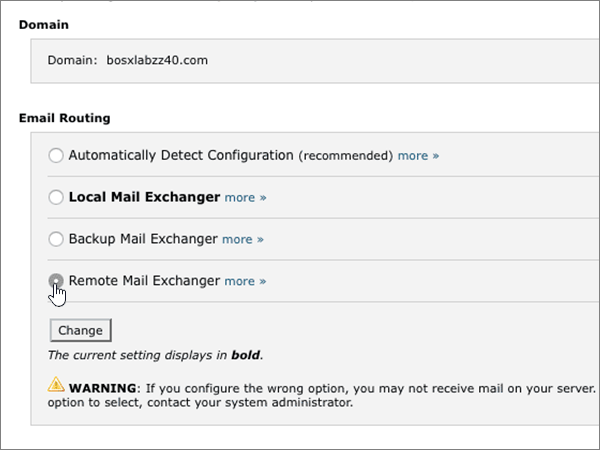 Domain
Domain: bosxlabzz40.com
Email Routing
Automatically Detect Configuration (recommended) more »
Local Mail Exchanger more »
Backup Mail Exchanger more »
Remote Mail Exchanger more »
Change
The current setting displays in bold.
WARNING: If you configure the wrong option, you may not receive mail on your server.
option to select, contact your system administrator.